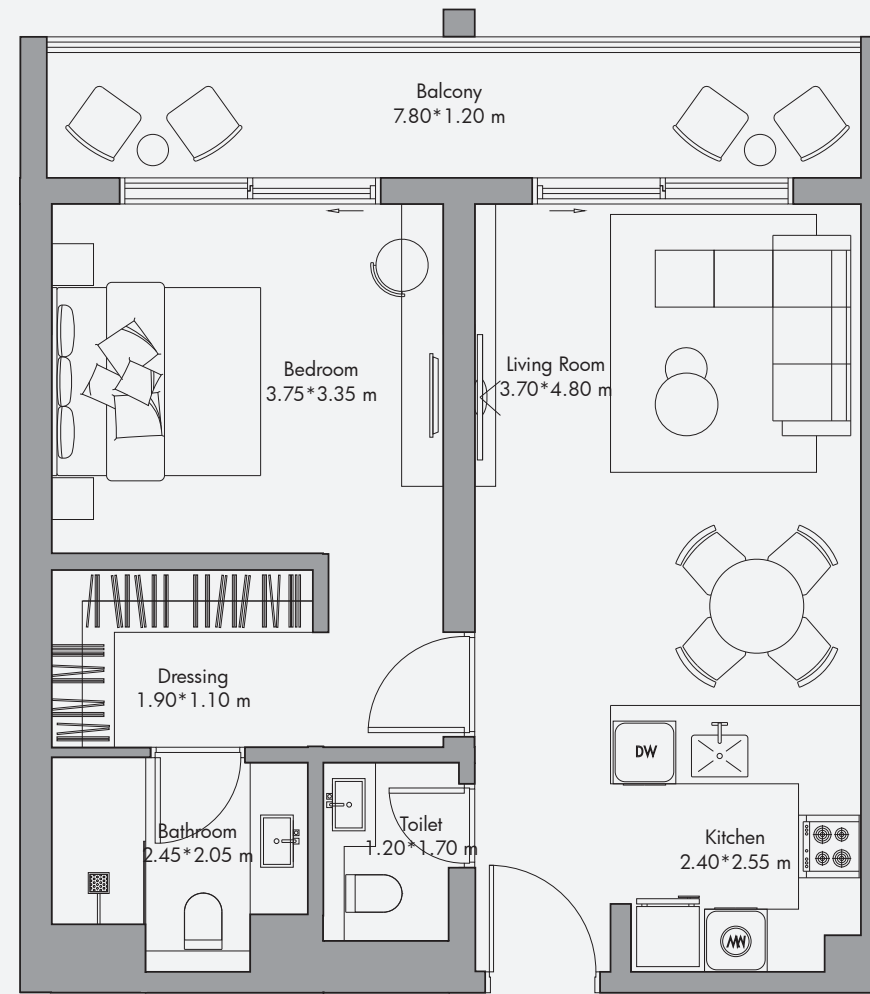 Balcony
7.80*1.20 m
Bedroom
3.75*3.35 m
Living Room
3.70*4.80 m
Dressing
1.90*1.10 m
DW
Bathroom
2.45*2.05 m
Toilet
1.20*1.70 m
Kitchen
2.40*2.55 m
MW